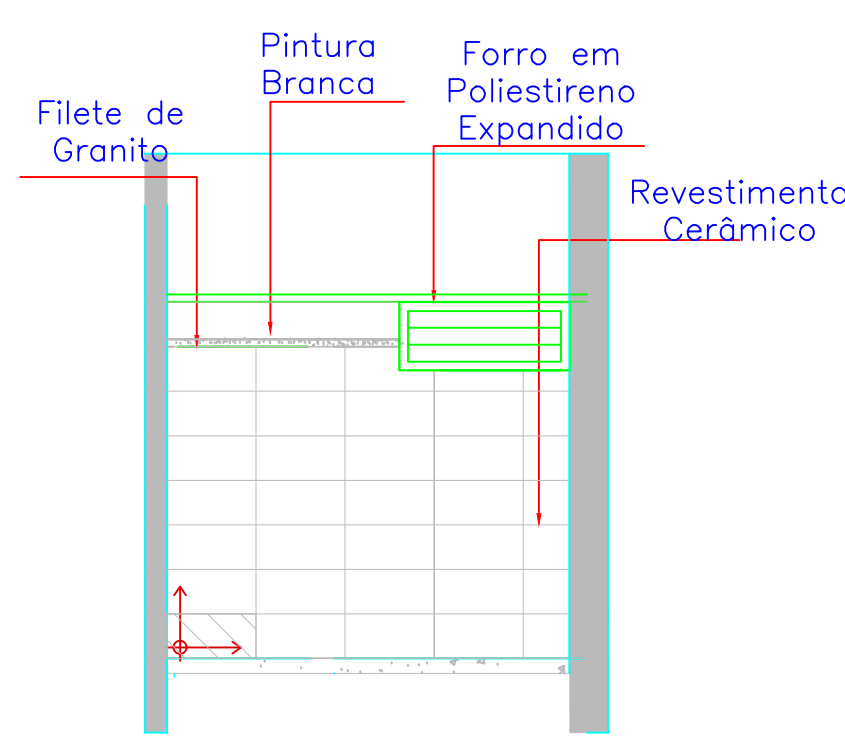 Pintura
Branca
Forro em
Poliestireno
Expandido
Filete de
Granito
Revestimento
Cerâmico